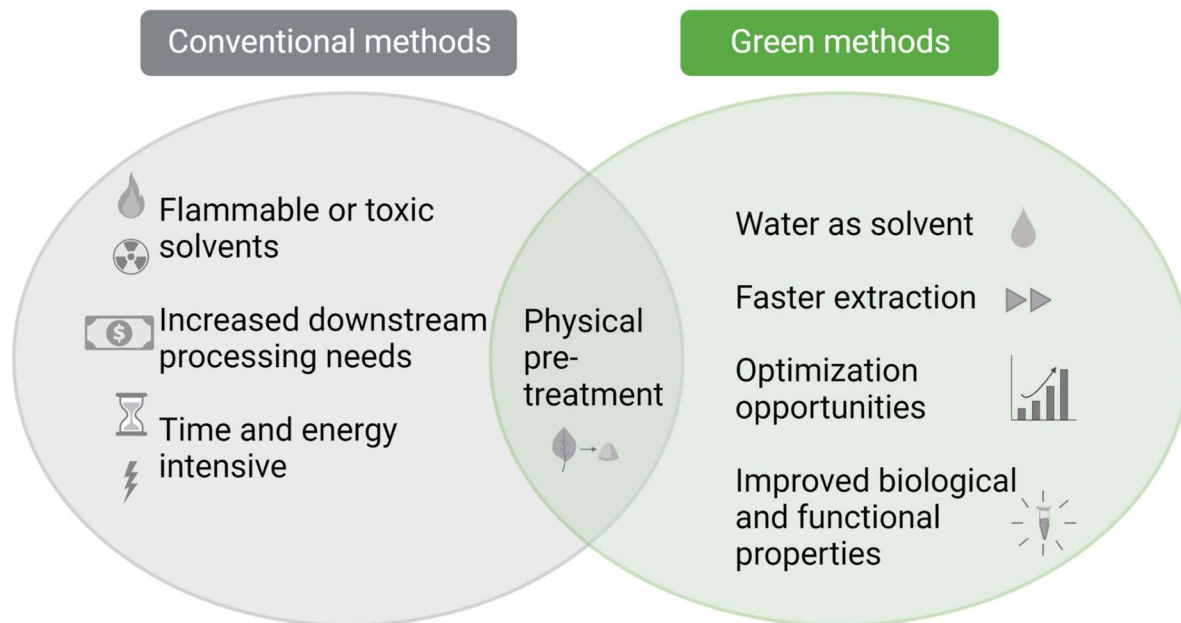 Conventional methods
Green methods
Flammable or toxic
solvents
Increased downstream
processing needs
Time and energy
intensive
Physical
pre-
treatment
Water as solvent
Faster extraction
Optimization
opportunities
Improved biological
and functional
properties